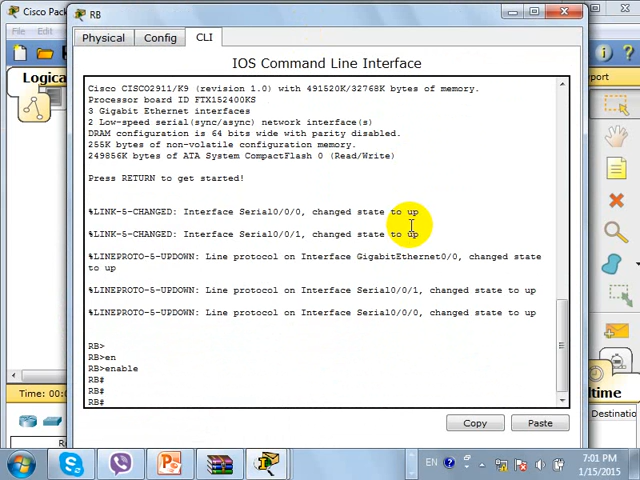 Cisco Pack
RB
File
Physical
Config
CLI
IOS Command Line Interface
Logica
port
Cisco CISCO2911/K9 (revision 1.0) with 491520K/32768K bytes of memory.
Processor board ID FTX152400KS
3 Gigabit Ethernet interfaces
2 Low-speed serial(sync/async) network interface(s)
DRAM configuration is 64 bits wide with parity disabled.
255K bytes of non-volatile configuration memory.
249856K bytes of ATA System CompactFlash 0 (Read/Write)
Press RETURN to get started!
%LINK-5-CHANGED: Interface Serial0/0/0, changed state to up
%LINK-5-CHANGED: Interface Serial0/0/1, changed state to up
%LINEPROTO-5-UPDOWN: Line protocol on Interface GigabitEthernet0/0, changed state
to up
%LINEPROTO-5-UPDOWN: Line protocol on Interface Serial0/0/1, changed state to up
%LINEPROTO-5-UPDOWN: Line protocol on Interface Serial0/0/0, changed state to up
RB>
RB>en
RB>enable
RB#
RB#
RB#
Time: 00:0
ltime
Copy
Paste
Destinatio
EN
7:01 PM
1/15/2015